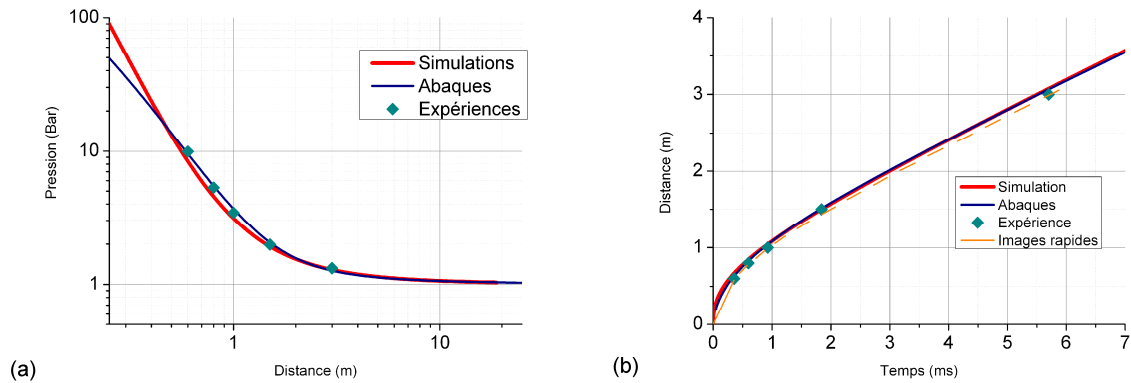 100
10
1
Pression (Bar)
1
10
Distance (m)
Simulations
Abaques
Expériences
(a)
4
3
2
1
0
Distance (m)
0
1
2
3
4
5
6
7
Temps (ms)
Simulation
Abaques
Expérience
Images rapides
(b)